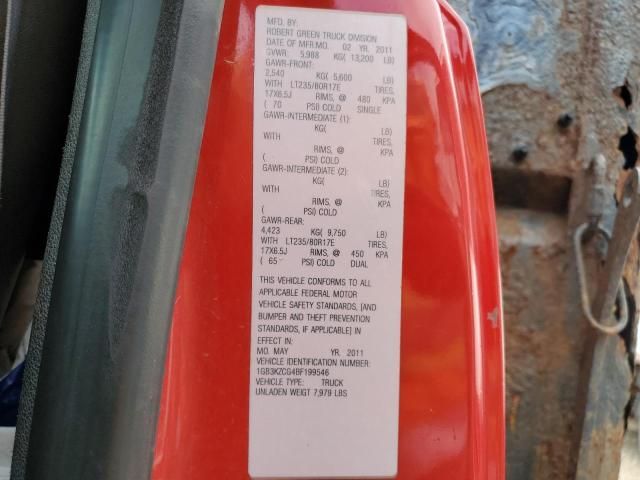 MFD. BY:
ROBERT GREEN TRUCK DIVISION
DATE OF MFR./MO. 02 YR. 2011
GVWR: 5,988 KG( 13,200 LB)
GAWR-FRONT:
2,540 KG( 5,600 LB)
WITH LT235/80R17E TIRES,
17X6.5J RIMS, @ 480 KPA
( 70 PSI) COLD SINGLE
GAWR-INTERMEDIATE (1):
KG( LB)
WITH TIRES,
RIMS, @ KPA
( PSI) COLD
GAWR-INTERMEDIATE (2):
KG( LB)
WITH TIRES,
RIMS, @ KPA
( PSI) COLD
GAWR-REAR:
4,423 KG( 9,750 LB)
WITH LT235/80R17E TIRES,
17X6.5J RIMS, @ 450 KPA
( 65 PSI) COLD DUAL
THIS VEHICLE CONFORMS TO ALL
APPLICABLE FEDERAL MOTOR
VEHICLE SAFETY STANDARDS, [AND
BUMPER AND THEFT PREVENTION
STANDARDS, IF APPLICABLE] IN
EFFECT IN:
MO. MAY YR. 2011
VEHICLE IDENTIFICATION NUMBER:
1GB3KZCG4BF199546
VEHICLE TYPE: TRUCK
UNLADEN WEIGT 7,979 LBS